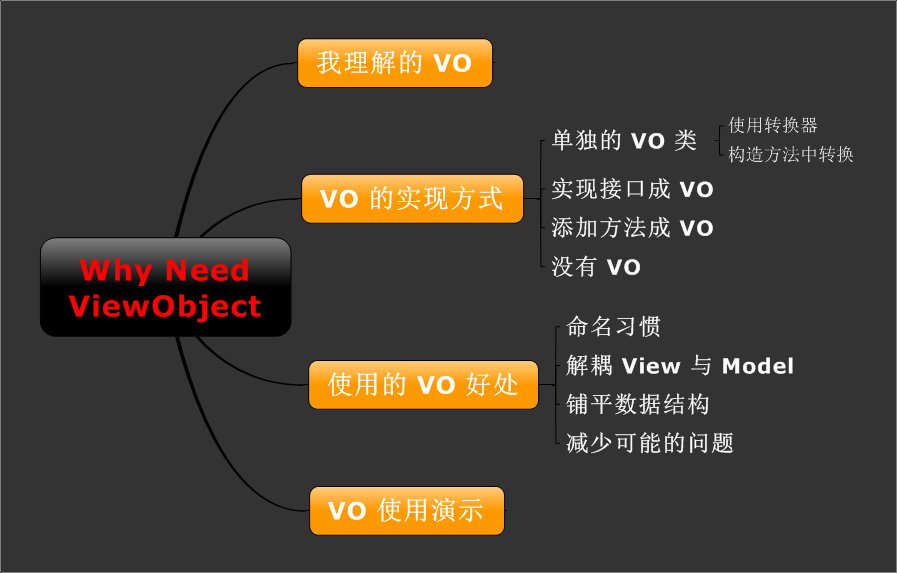 Why Need
ViewObject
我理解的 VO
VO 的实现方式
单独的 VO 类
使用转换器
构造方法中转换
实现接口成 VO
添加方法成 VO
没有 VO
使用的 VO 好处
命名习惯
解耦 View 与 Model
铺平数据结构
减少可能的问题
VO 使用演示